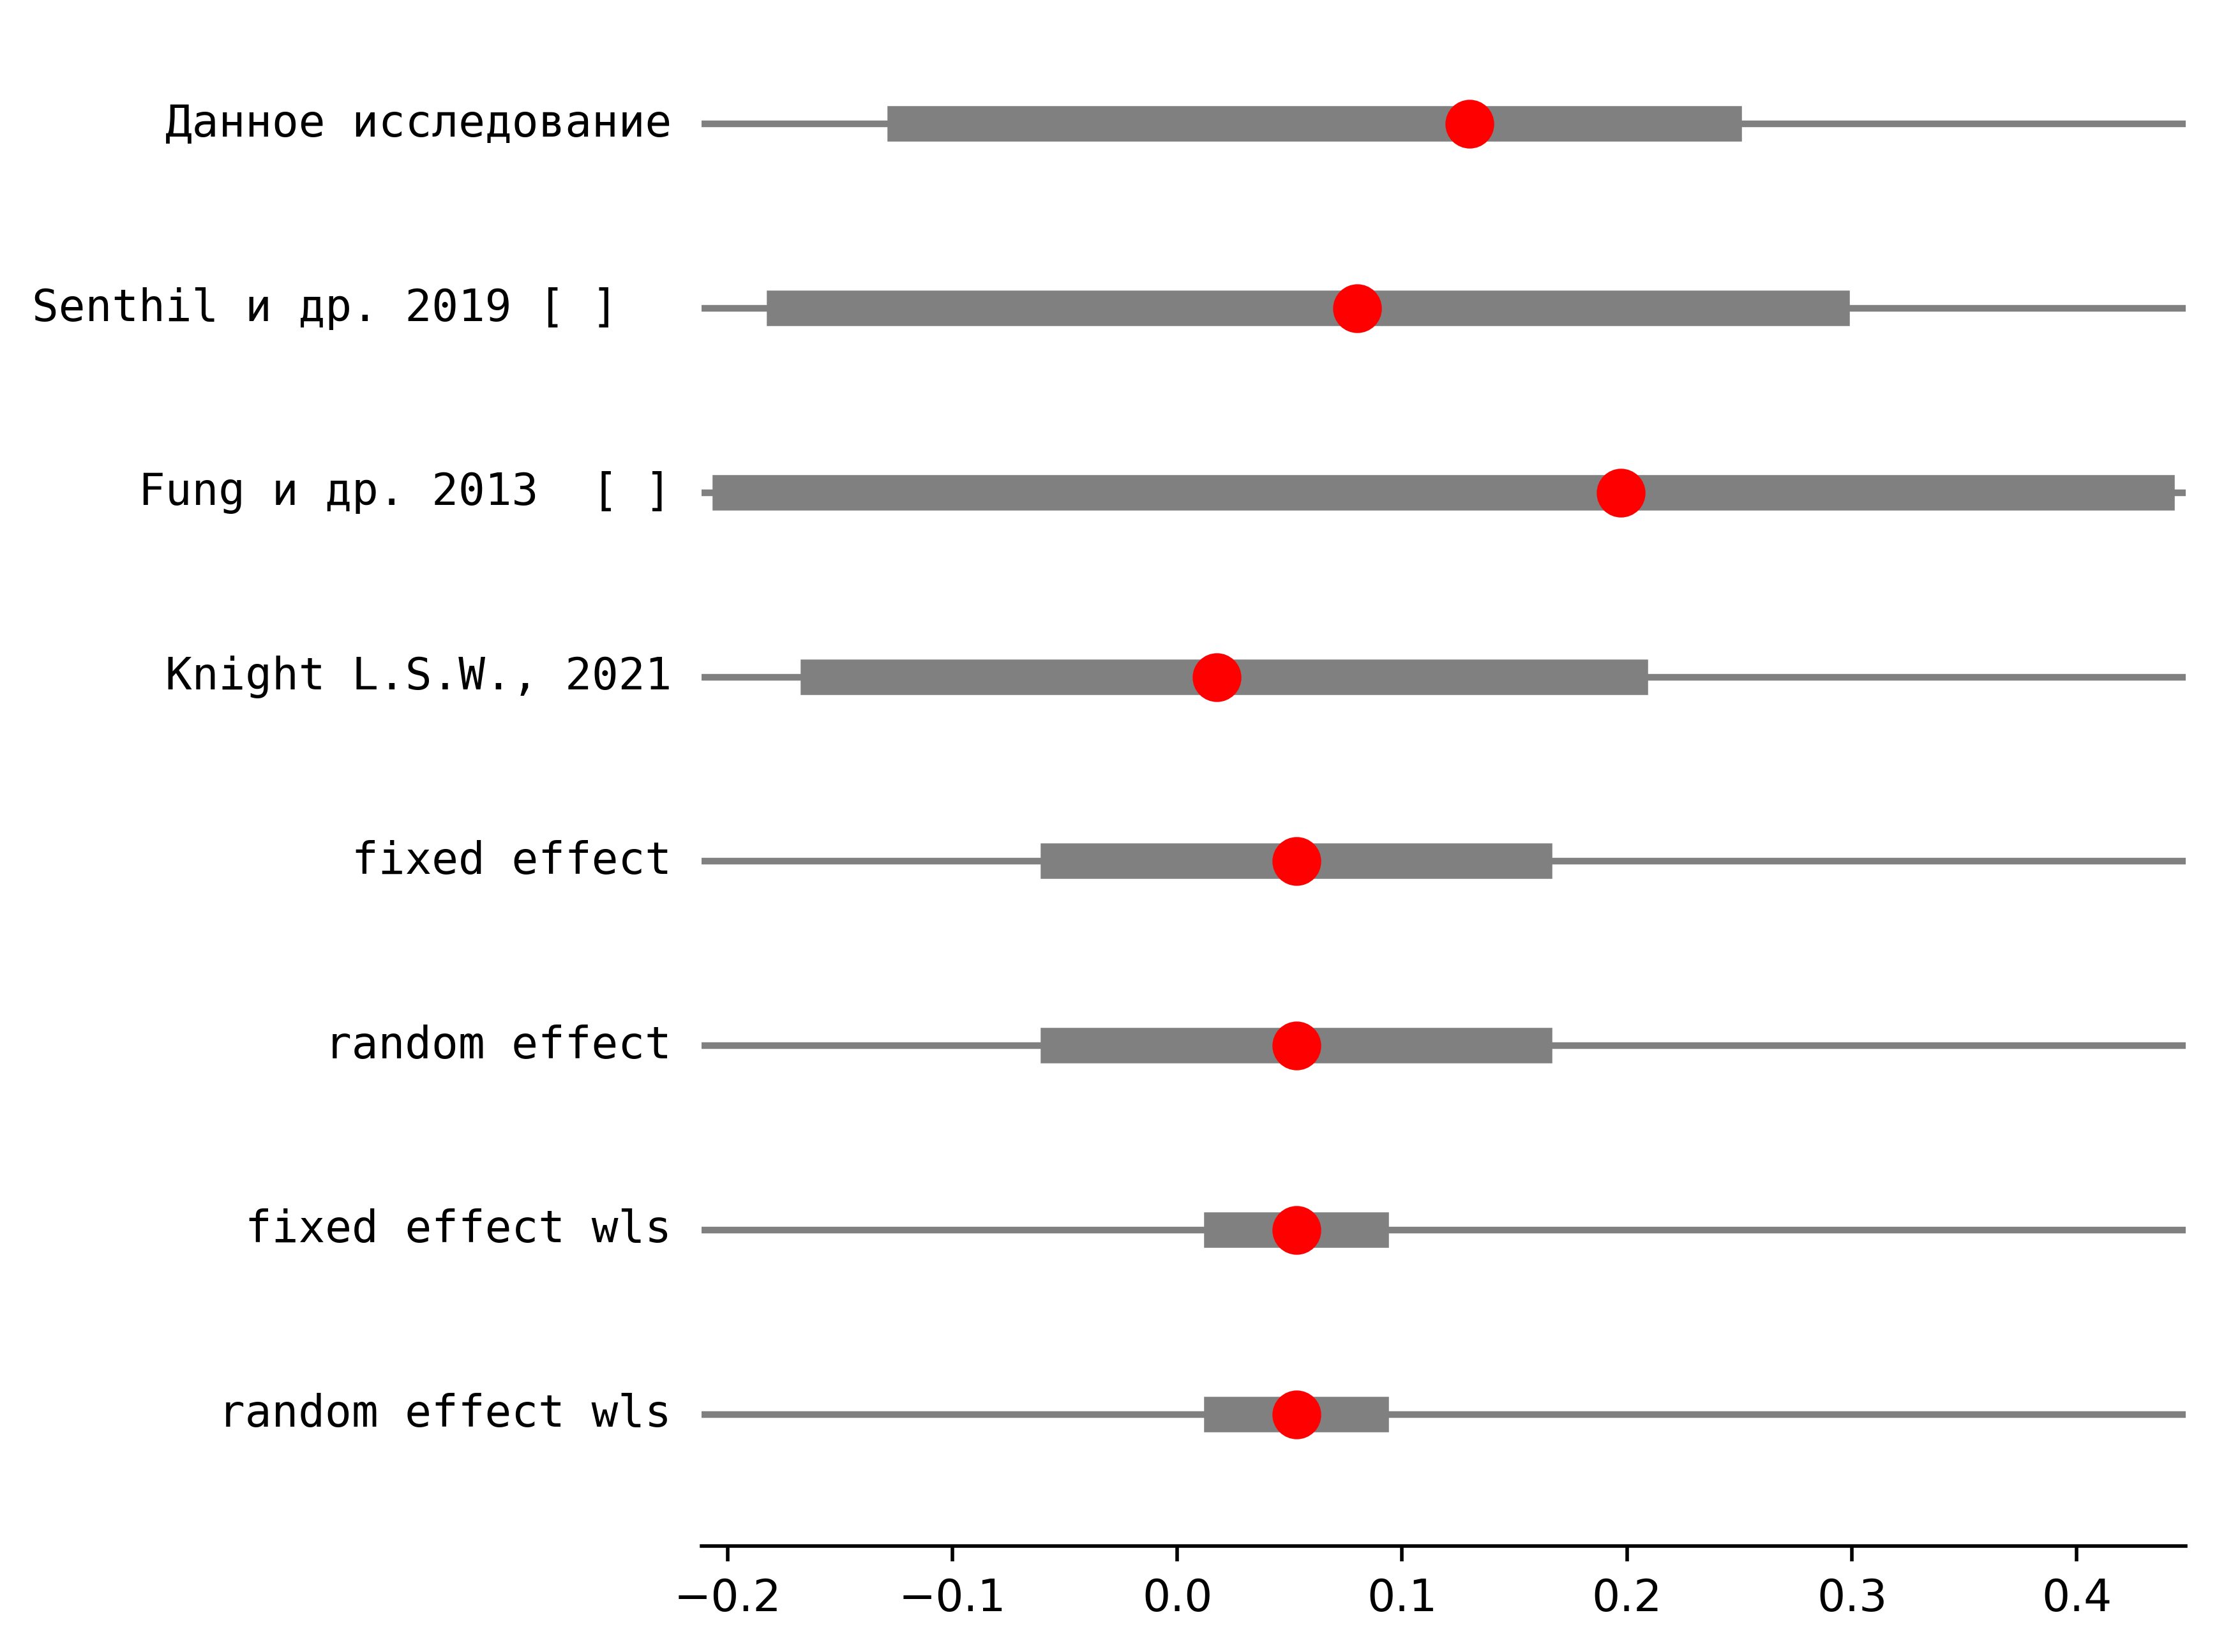 Данное исследование
Senthil и др. 2019 [ ]
Fung и др. 2013  [ ]
Knight L.S.W., 2021
fixed effect
random effect
fixed effect wls
random effect wls
−0.2 −0.1 0.0 0.1 0.2 0.3 0.4